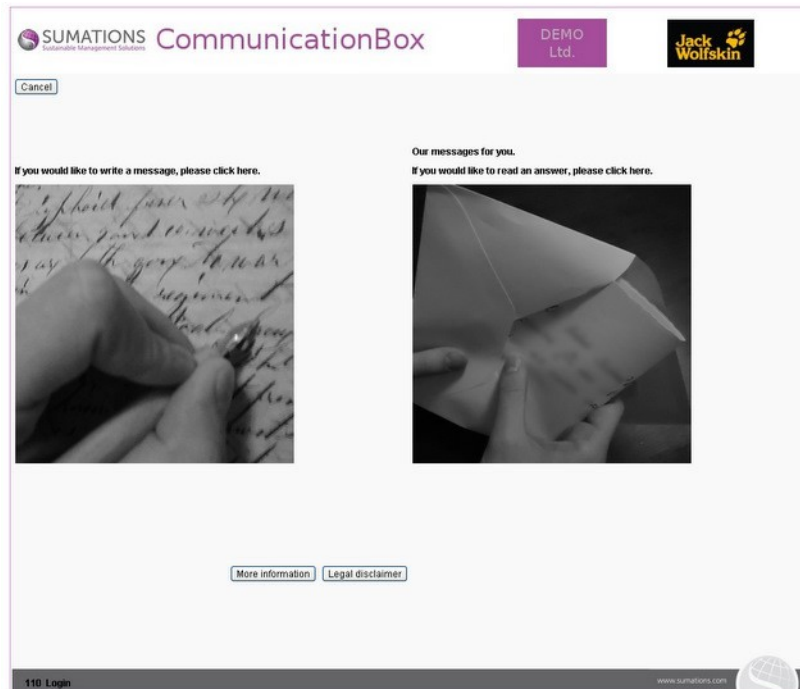 SUMATIONS
Sustainable Management Solutions
CommunicationBox
DEMO
Ltd.
Jack
Wolfskin
Cancel
If you would like to write a message, please click here.
Our messages for you.
If you would like to read an answer, please click here.
More information
Legal disclaimer
110 Login
www.sumations.com